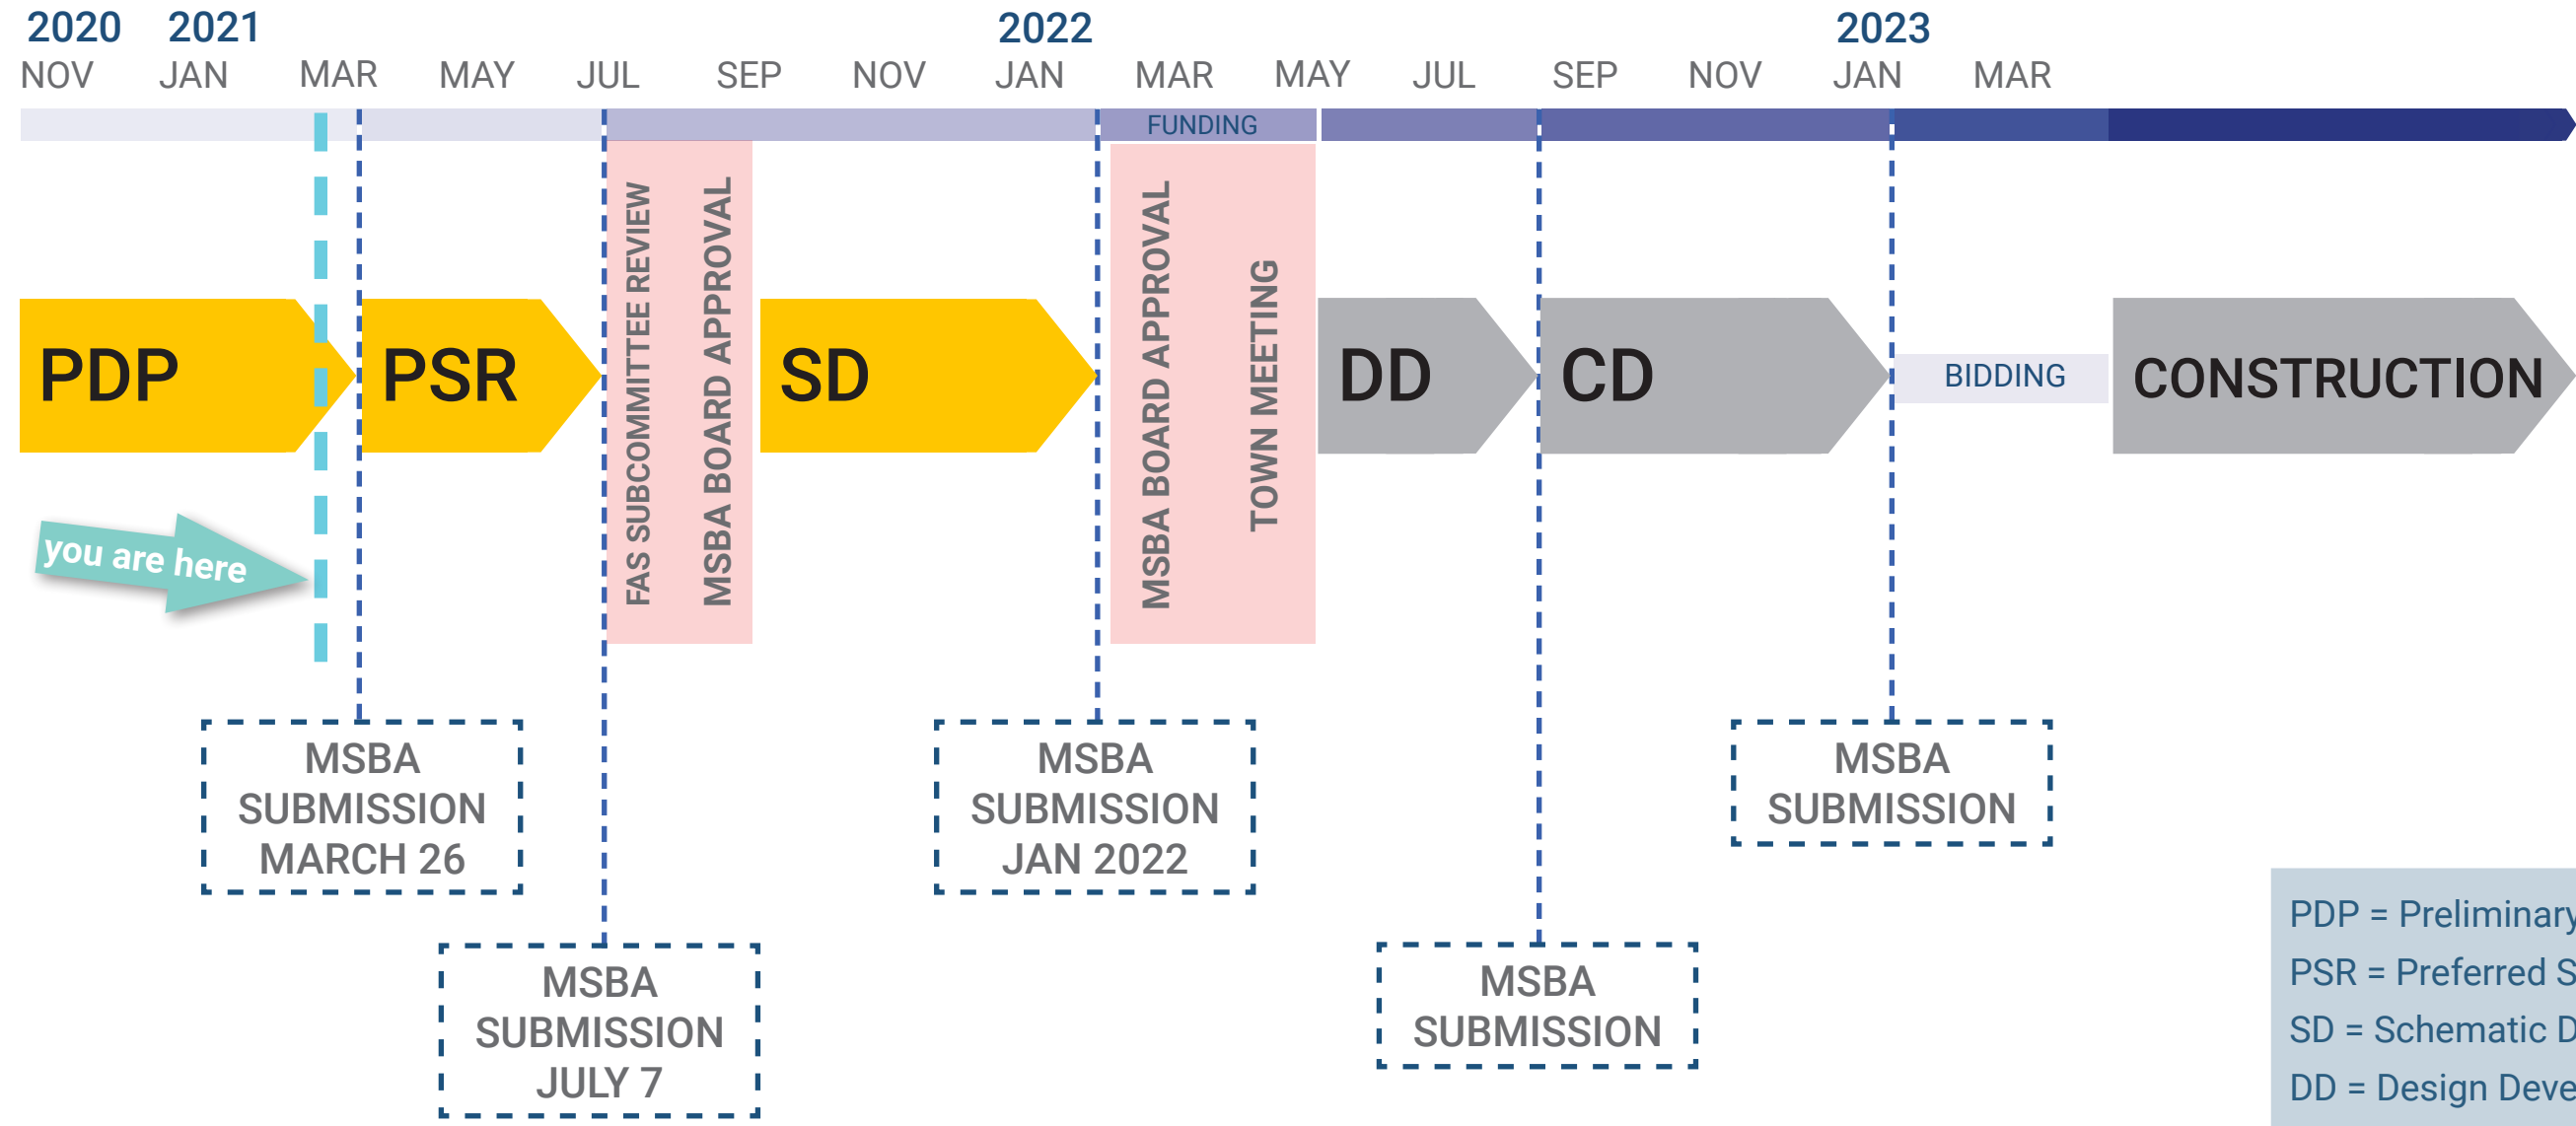 2020 2021 2022 2023
NOV JAN MAR MAY JUL SEP NOV JAN MAR MAY JUL SEP NOV JAN MAR
FUNDING
FAS SUBCOMMITTEE REVIEW
MSBA BOARD APPROVAL
MSBA BOARD APPROVAL
TOWN MEETING
PDP
PSR
SD
DD
CD
BIDDING
CONSTRUCTION
you are here
MSBA
SUBMISSION
MARCH 26
MSBA
SUBMISSION
JULY 7
MSBA
SUBMISSION
JAN 2022
MSBA
SUBMISSION
MSBA
SUBMISSION
PDP = Preliminary
PSR = Preferred S
SD = Schematic D
DD = Design Deve